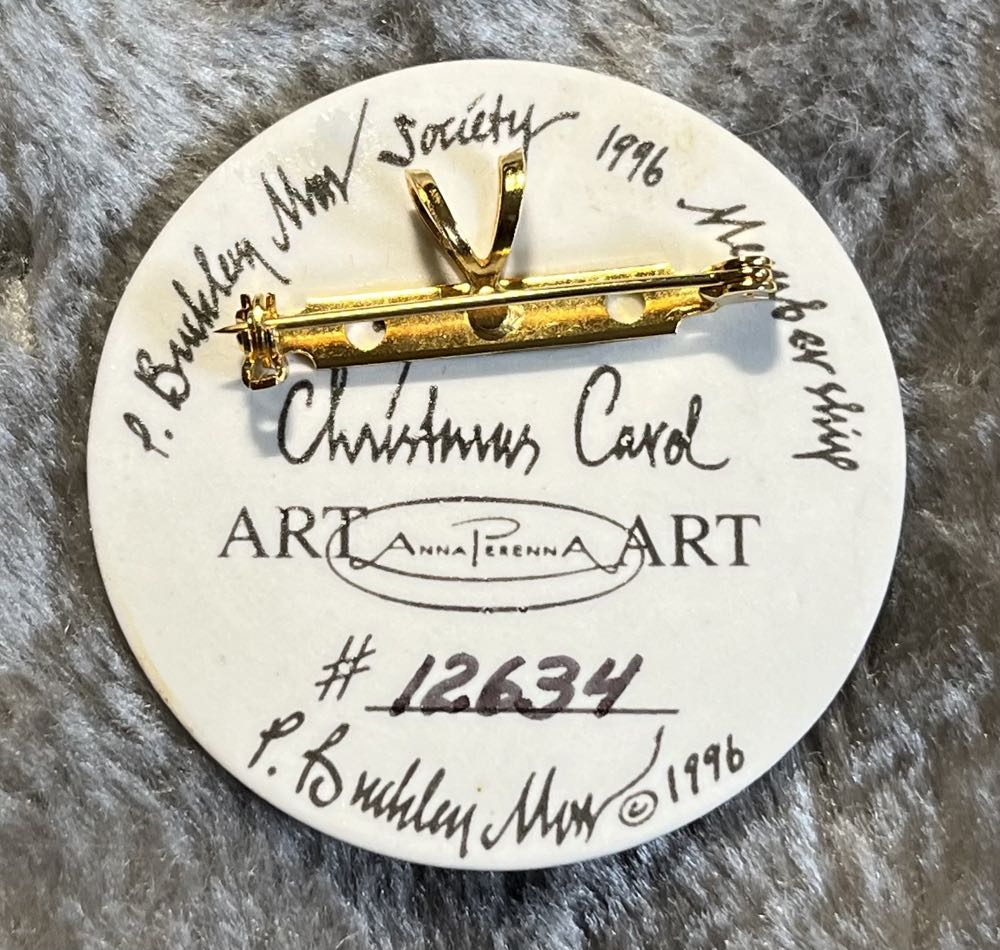 P. Buckley Moss Society 1996 Membership
Christmas Carol
ART ANNA PERENNA ART
# 12634
P. Buckley Moss © 1996